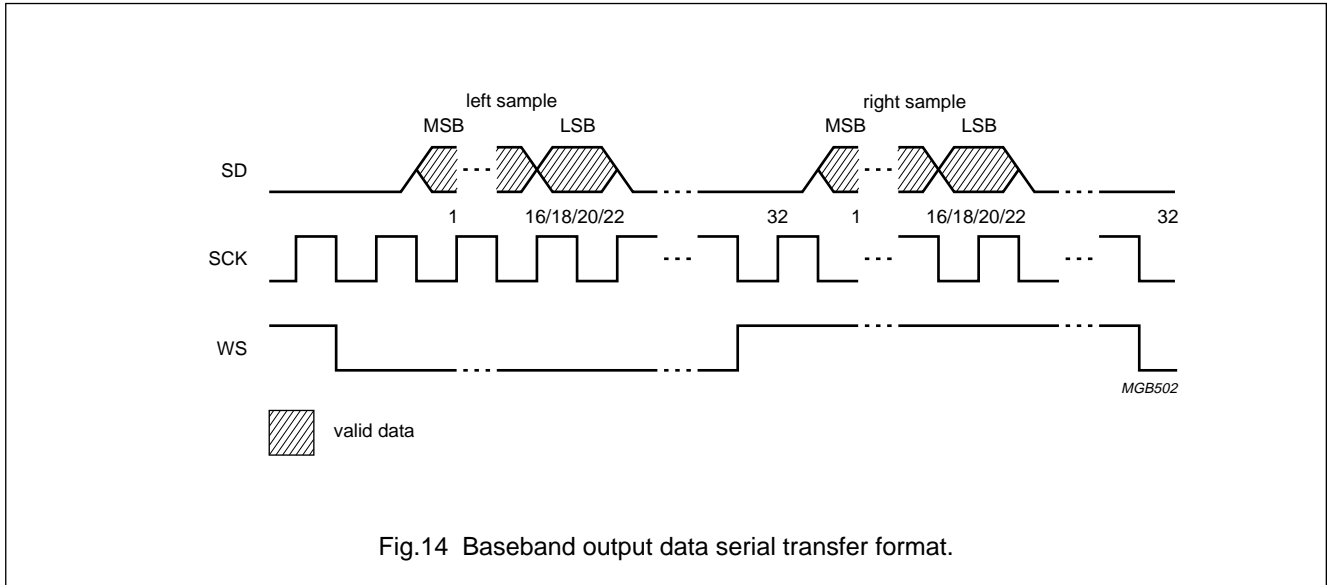 left sample right sample
MSB LSB MSB LSB
SD
1 16/18/20/22 32 1 16/18/20/22 32
SCK
WS
MGB502
valid data
Fig.14 Baseband output data serial transfer format.